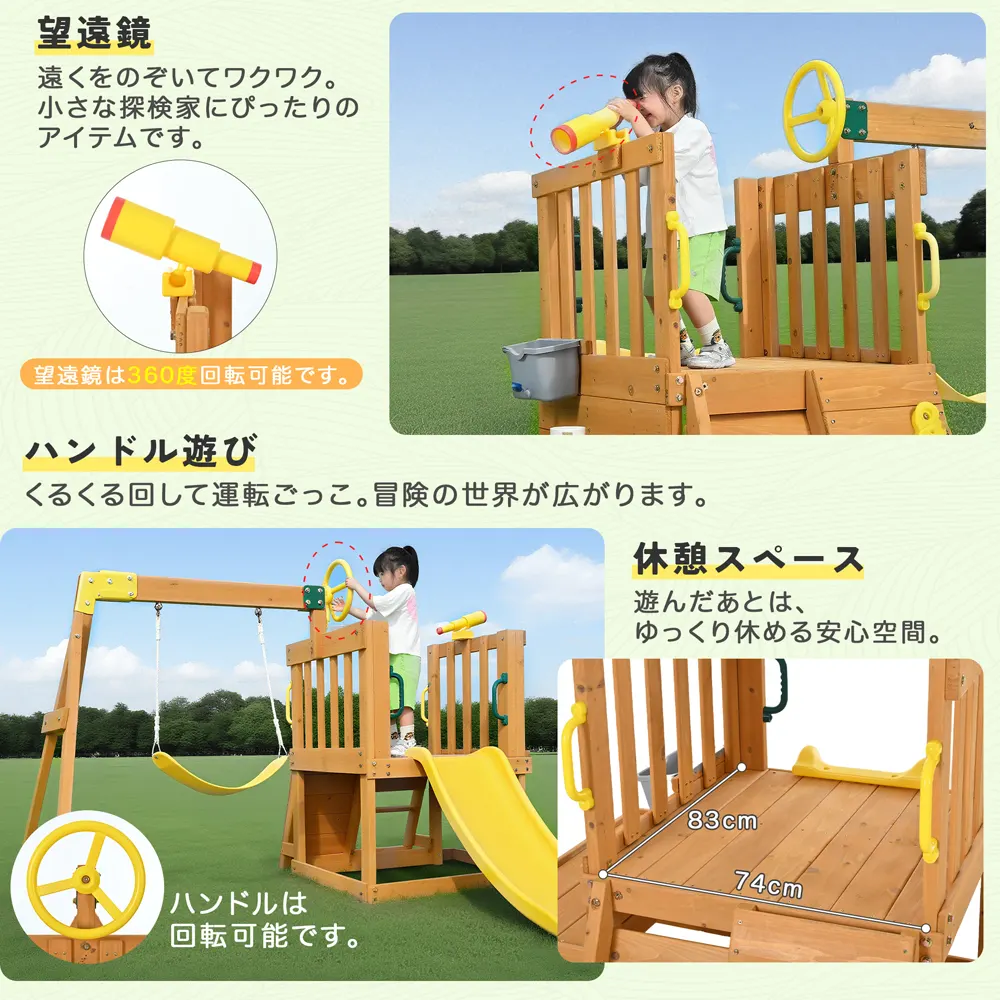 望遠鏡
遠くをのぞいてワクワク。
小さな探検家にぴったりの
アイテムです。
望遠鏡は360度回転可能です。
ハンドル遊び
くるくる回して運転ごっこ。冒険の世界が広がります。
休憩スペース
遊んだあとは、
ゆっくり休める安心空間。
83cm
74cm
ハンドルは
回転可能です。